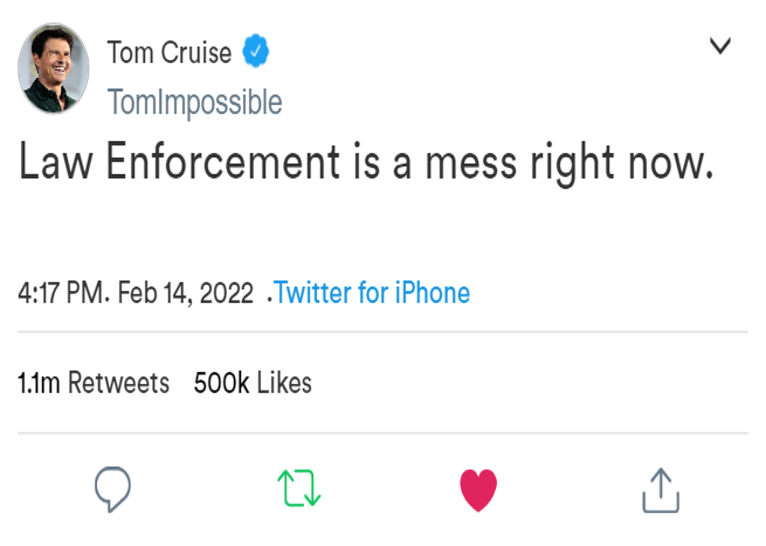 Tom Cruise
TomImpossible
Law Enforcement is a mess right now.
4:17 PM. Feb 14, 2022 .Twitter for iPhone
1.1m Retweets 500k Likes